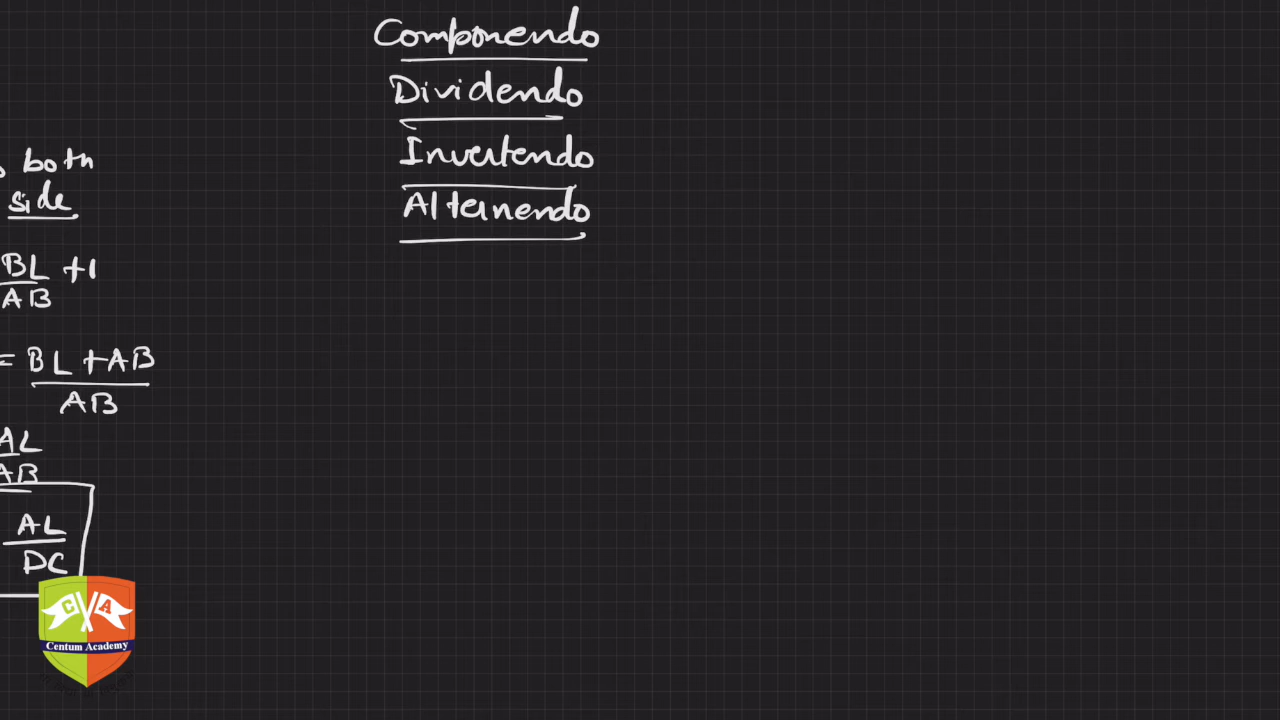 Componendo
Dividendo
Invertendo
Alternendo
both
side
BL +1
AB
= BL +AB
AB
AL
AB
AL
DC
C A
Centum Academy